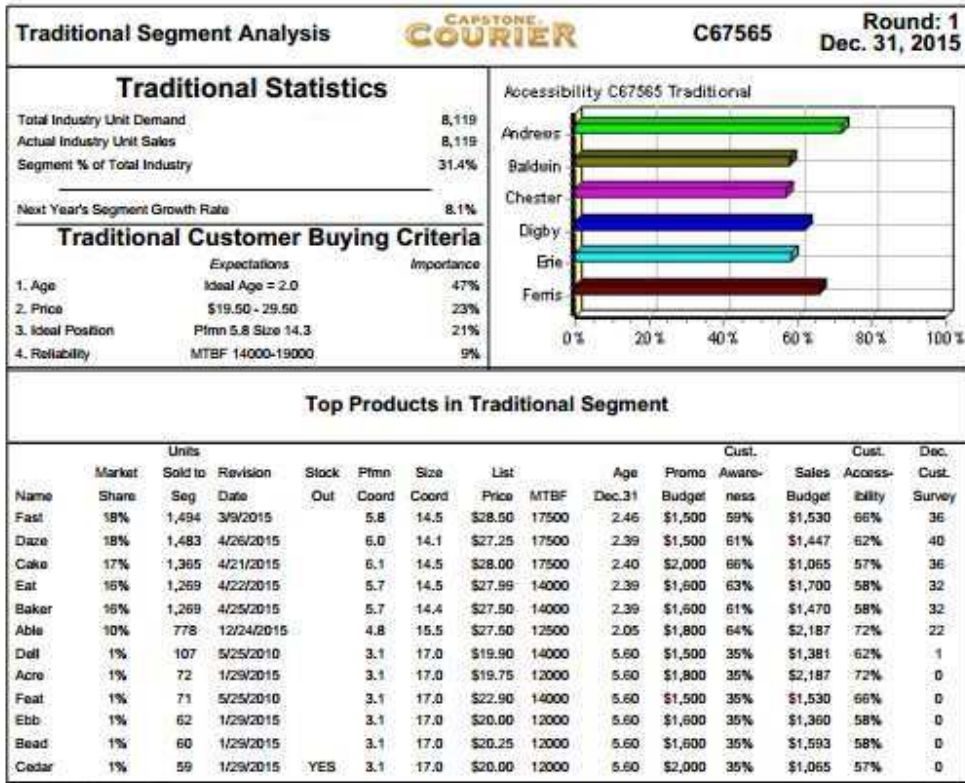 Traditional Segment Analysis
CAPSTONE
COURIER
C67565
Round: 1
Dec. 31, 2015
Traditional Statistics
Total Industry Unit Demand 8,119
Actual Industry Unit Sales 8,119
Segment % of Total Industry 31.4%
Next Year's Segment Growth Rate 8.1%
Traditional Customer Buying Criteria
Expectations Importance
1. Age Ideal Age = 2.0 47%
2. Price $19.50 - 29.50 23%
3. Ideal Position Pfmn 5.8 Size 14.3 21%
4. Reliability MTBF 14000-19000 9%
Accessibility C67565 Traditional
Andrews
Baldwin
Chester
Digby
Erie
Ferris
0% 20% 40% 60% 80% 100%
Top Products in Traditional Segment
Units Cust. Cust. Dec.
Market Sold to Revision Stock Pfmn Size List Age Promo Aware- Sales Access- Cust.
Name Share Seg Date Out Coord Coord Price MTBF Dec.31 Budget ness Budget ibility Survey
Fast 18% 1,494 3/9/2015 5.8 14.5 $28.50 17500 2.46 $1,500 59% $1,530 66% 36
Daze 18% 1,483 4/26/2015 6.0 14.1 $27.25 17500 2.39 $1,500 61% $1,447 62% 40
Cake 17% 1,365 4/21/2015 6.1 14.5 $28.00 17500 2.40 $2,000 66% $1,065 57% 36
Eat 16% 1,269 4/22/2015 5.7 14.5 $27.99 14000 2.39 $1,600 63% $1,700 58% 32
Baker 16% 1,269 4/25/2015 5.7 14.4 $27.50 14000 2.39 $1,600 61% $1,470 58% 32
Able 10% 778 12/24/2015 4.8 15.5 $27.50 12500 2.05 $1,800 64% $2,187 72% 22
Dell 1% 107 5/25/2010 3.1 17.0 $19.90 14000 5.60 $1,500 35% $1,381 62% 1
Acre 1% 72 1/29/2015 3.1 17.0 $19.75 12000 5.60 $1,800 35% $2,187 72% 0
Feat 1% 71 5/25/2010 3.1 17.0 $22.90 14000 5.60 $1,500 35% $1,530 66% 0
Ebb 1% 62 1/29/2015 3.1 17.0 $20.00 12000 5.60 $1,600 35% $1,360 58% 0
Bead 1% 60 1/29/2015 3.1 17.0 $20.25 12000 5.60 $1,600 35% $1,593 58% 0
Cedar 1% 59 1/29/2015 YES 3.1 17.0 $20.00 12000 5.60 $2,000 35% $1,065 57% 0